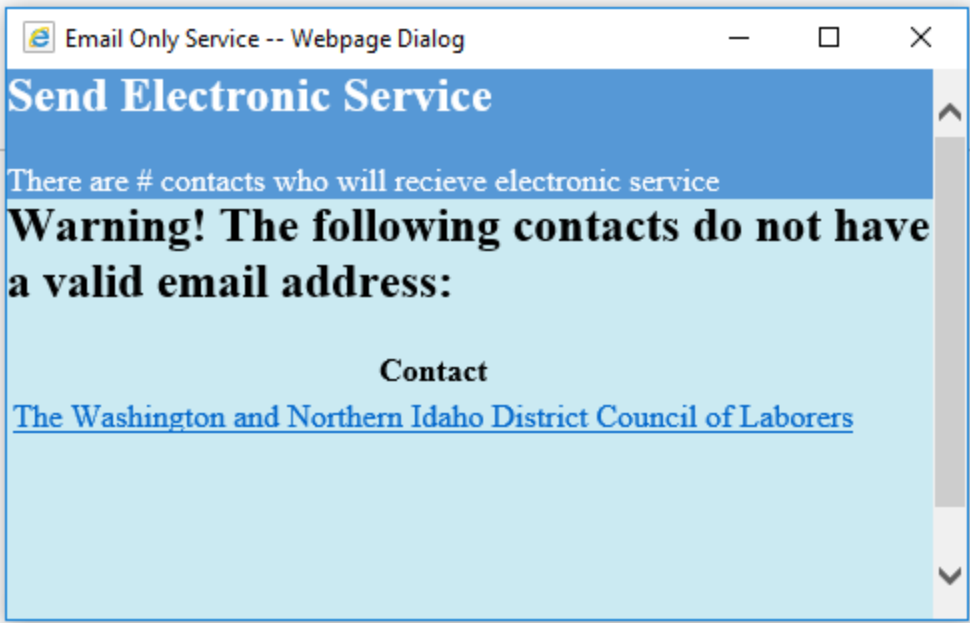 Email Only Service -- Webpage Dialog
Send Electronic Service
There are # contacts who will recieve electronic service
Warning! The following contacts do not have
a valid email address:
Contact
The Washington and Northern Idaho District Council of Laborers